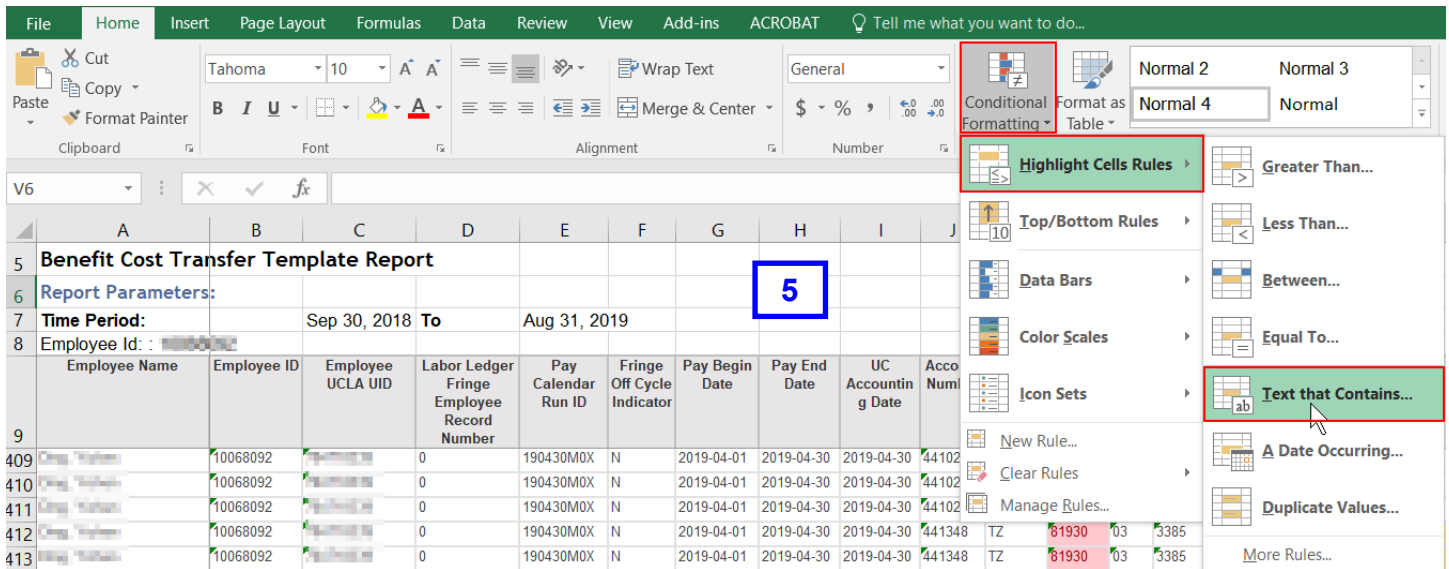 File Home Insert Page Layout Formulas Data Review View Add-ins ACROBAT Tell me what you want to do...
Cut
Copy
Format Painter
Paste
Clipboard
Tahoma 10 A A
B I U A
Font
Wrap Text
Merge & Center
Alignment
General
$ % , .0 .00 .00 .0
Number
Conditional Formatting
Format as Table
Normal 2 Normal 3
Normal 4 Normal
V6 fx
Highlight Cells Rules
Top/Bottom Rules
10
Data Bars
Color Scales
Icon Sets
New Rule...
Clear Rules
Manage Rules...
Greater Than...
Less Than...
Between...
Equal To...
Text that Contains...
ab
A Date Occurring...
Duplicate Values...
More Rules...
A B C D E F G H I J
5 Benefit Cost Transfer Template Report
6 Report Parameters:
5
7 Time Period: Sep 30, 2018 To Aug 31, 2019
8 Employee Id: :
9 Employee Name Employee ID Employee UCLA UID Labor Ledger Fringe Employee Record Number Pay Calendar Run ID Fringe Off Cycle Indicator Pay Begin Date Pay End Date UC Accountin g Date Acco Numl
409 10068092 0 190430M0X N 2019-04-01 2019-04-30 2019-04-30 44102
410 10068092 0 190430M0X N 2019-04-01 2019-04-30 2019-04-30 44102
411 10068092 0 190430M0X N 2019-04-01 2019-04-30 2019-04-30 44102
412 10068092 0 190430M0X N 2019-04-01 2019-04-30 2019-04-30 441348 TZ 81930 03 3385
413 10068092 0 190430M0X N 2019-04-01 2019-04-30 2019-04-30 441348 TZ 81930 03 3385